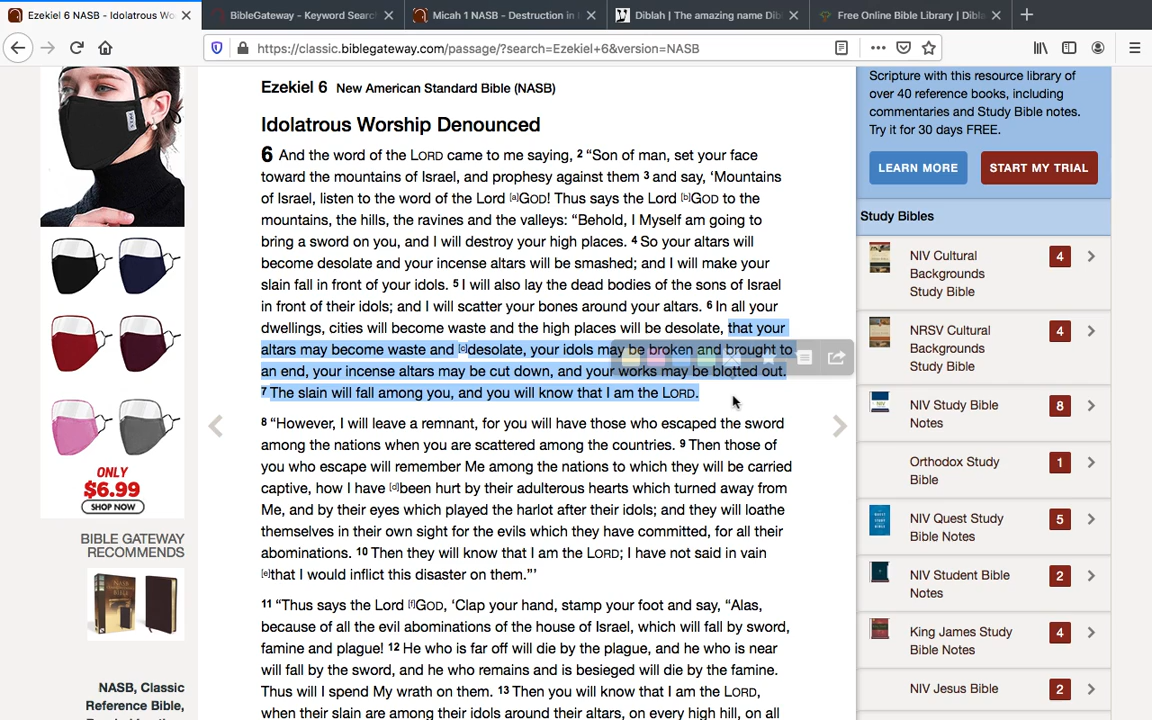 Ezekiel 6 NASB - Idolatrous Wo
BibleGateway - Keyword Searc
Micah 1 NASB - Destruction in
Diblah | The amazing name Dib
Free Online Bible Library | Dibla
https://classic.biblegateway.com/passage/?search=Ezekiel+6&version=NASB
ONLY
$6.99
SHOP NOW
BIBLE GATEWAY
RECOMMENDS
NASB, Classic
Reference Bible,
Ezekiel 6 New American Standard Bible (NASB)
Idolatrous Worship Denounced
6 And the word of the LORD came to me saying, 2 “Son of man, set your face
toward the mountains of Israel, and prophesy against them 3 and say, ‘Mountains
of Israel, listen to the word of the Lord [a]GOD! Thus says the Lord [b]GOD to the
mountains, the hills, the ravines and the valleys: “Behold, I Myself am going to
bring a sword on you, and I will destroy your high places. 4 So your altars will
become desolate and your incense altars will be smashed; and I will make your
slain fall in front of your idols. 5 I will also lay the dead bodies of the sons of Israel
in front of their idols; and I will scatter your bones around your altars. 6 In all your
dwellings, cities will become waste and the high places will be desolate, that your
altars may become waste and [c]desolate, your idols may be broken and brought to
an end, your incense altars may be cut down, and your works may be blotted out.
7 The slain will fall among you, and you will know that I am the LORD.
8 “However, I will leave a remnant, for you will have those who escaped the sword
among the nations when you are scattered among the countries. 9 Then those of
you who escape will remember Me among the nations to which they will be carried
captive, how I have [d]been hurt by their adulterous hearts which turned away from
Me, and by their eyes which played the harlot after their idols; and they will loathe
themselves in their own sight for the evils which they have committed, for all their
abominations. 10 Then they will know that I am the LORD; I have not said in vain
[e]that I would inflict this disaster on them.”’
11 “Thus says the Lord [f]GOD, ‘Clap your hand, stamp your foot and say, “Alas,
because of all the evil abominations of the house of Israel, which will fall by sword,
famine and plague! 12 He who is far off will die by the plague, and he who is near
will fall by the sword, and he who remains and is besieged will die by the famine.
Thus will I spend My wrath on them. 13 Then you will know that I am the LORD,
when their slain are among their idols around their altars, on every high hill, on all
Scripture with this resource library of
over 40 reference books, including
commentaries and Study Bible notes.
Try it for 30 days FREE.
LEARN MORE
START MY TRIAL
Study Bibles
NIV Cultural
Backgrounds
Study Bible
4
NRSV Cultural
Backgrounds
Study Bible
4
NIV Study Bible
Notes
8
Orthodox Study
Bible
1
NIV Quest Study
Bible Notes
5
NIV Student Bible
Notes
2
King James Study
Bible Notes
4
NIV Jesus Bible
2